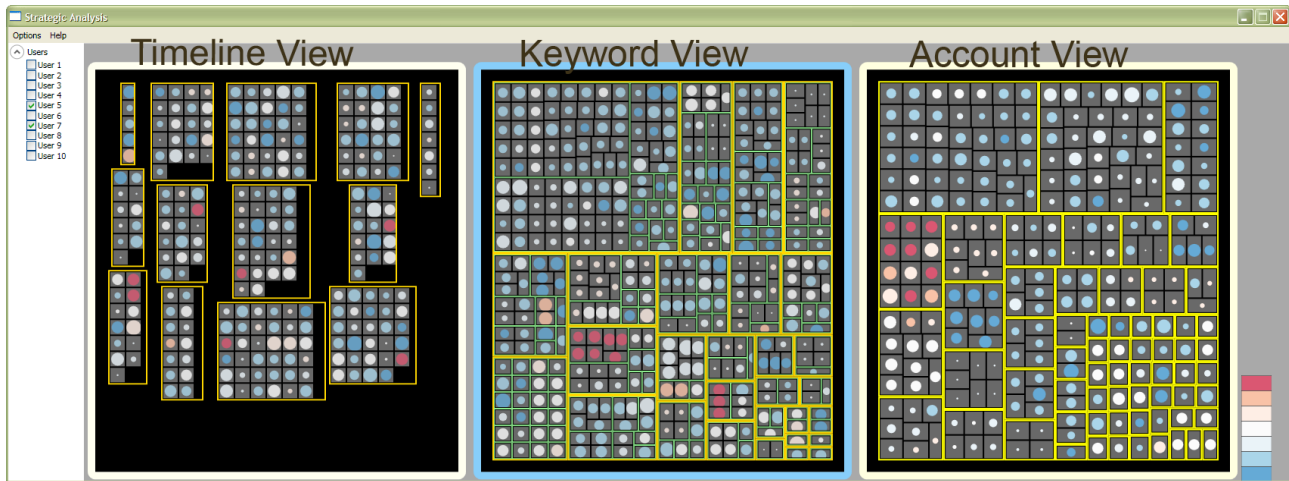 Strategic Analysis
Options Help
Timeline View
Keyword View
Account View
Users
User 1
User 2
User 3
User 4
User 5
User 6
User 7
User 8
User 9
User 10